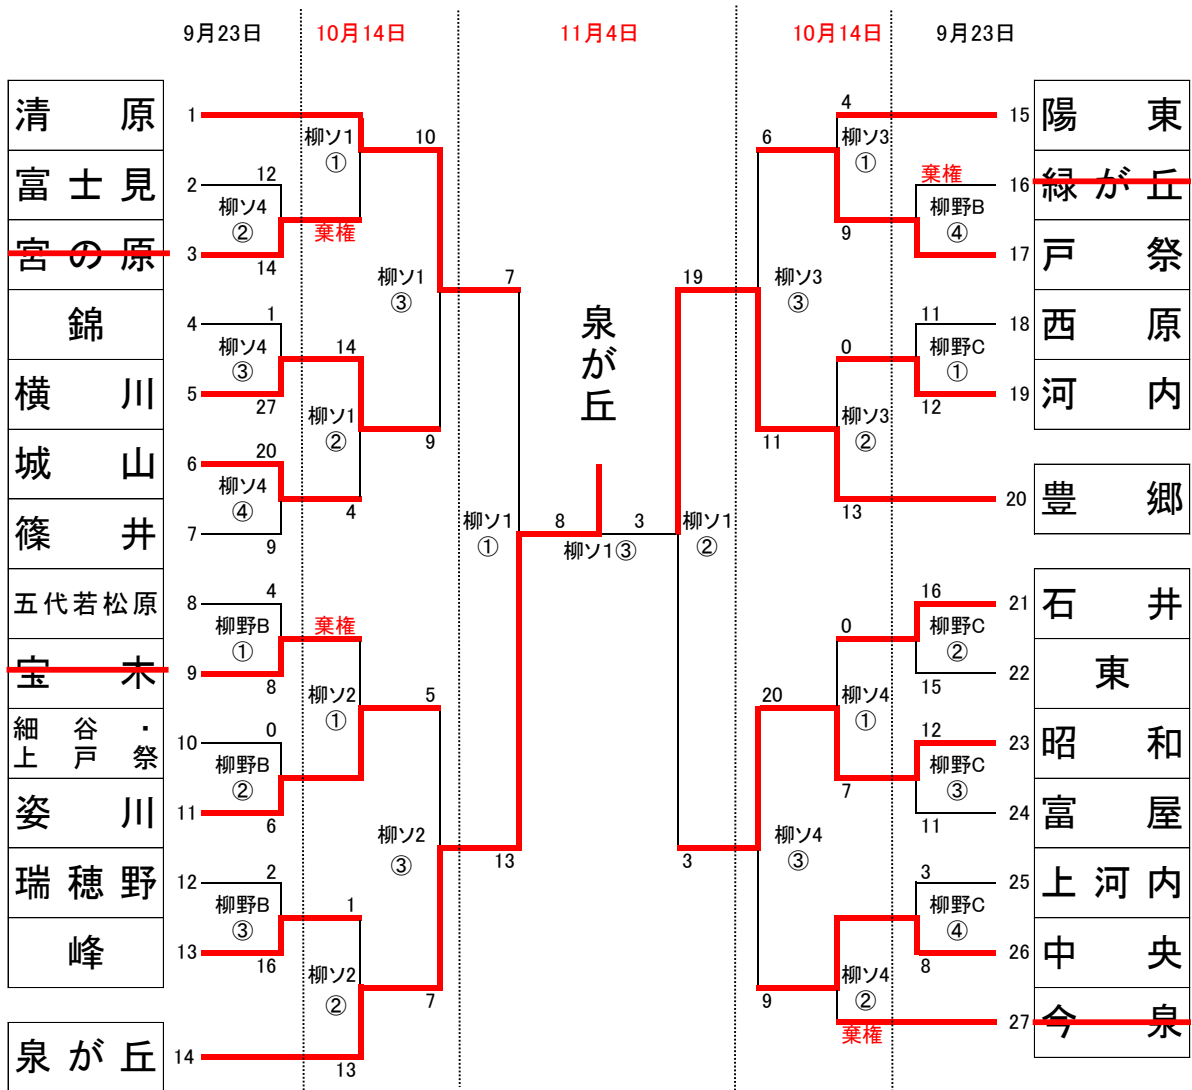 9月23日 10月14日 11月4日 10月14日 9月23日
清原 1
富士見 2
宮の原 3
錦 4
横川 5
城山 6
篠井 7
五代若松原 8
宝木 9
細谷・
上戸祭 10
姿川 11
瑞穂野 12
峰 13
泉が丘 14
12
柳ソ4
②
14
1
柳ソ4
③
27
20
柳ソ4
④
9
4
柳野B
①
8
0
柳野B
②
6
2
柳野B
③
16
柳ソ1
①
棄権
14
柳ソ1
②
4
棄権
柳ソ2
①
1
柳ソ2
②
13
10
柳ソ1
③
9
5
柳ソ2
③
7
7
柳ソ1
①
13
泉が丘
8 3
柳ソ1③
19
柳ソ1
②
3
6
柳ソ3
③
11
20
柳ソ4
③
9
4
柳ソ3
①
9
0
柳ソ3
②
13
0
柳ソ4
①
7
柳ソ4
②
棄権
棄権
柳野B
④
11
柳野C
①
12
16
柳野C
②
15
12
柳野C
③
11
3
柳野C
④
8
15 陽東
16 緑が丘
17 戸祭
18 西原
19 河内
20 豊郷
21 石井
22 東
23 昭和
24 富屋
25 上河内
26 中央
27 今泉